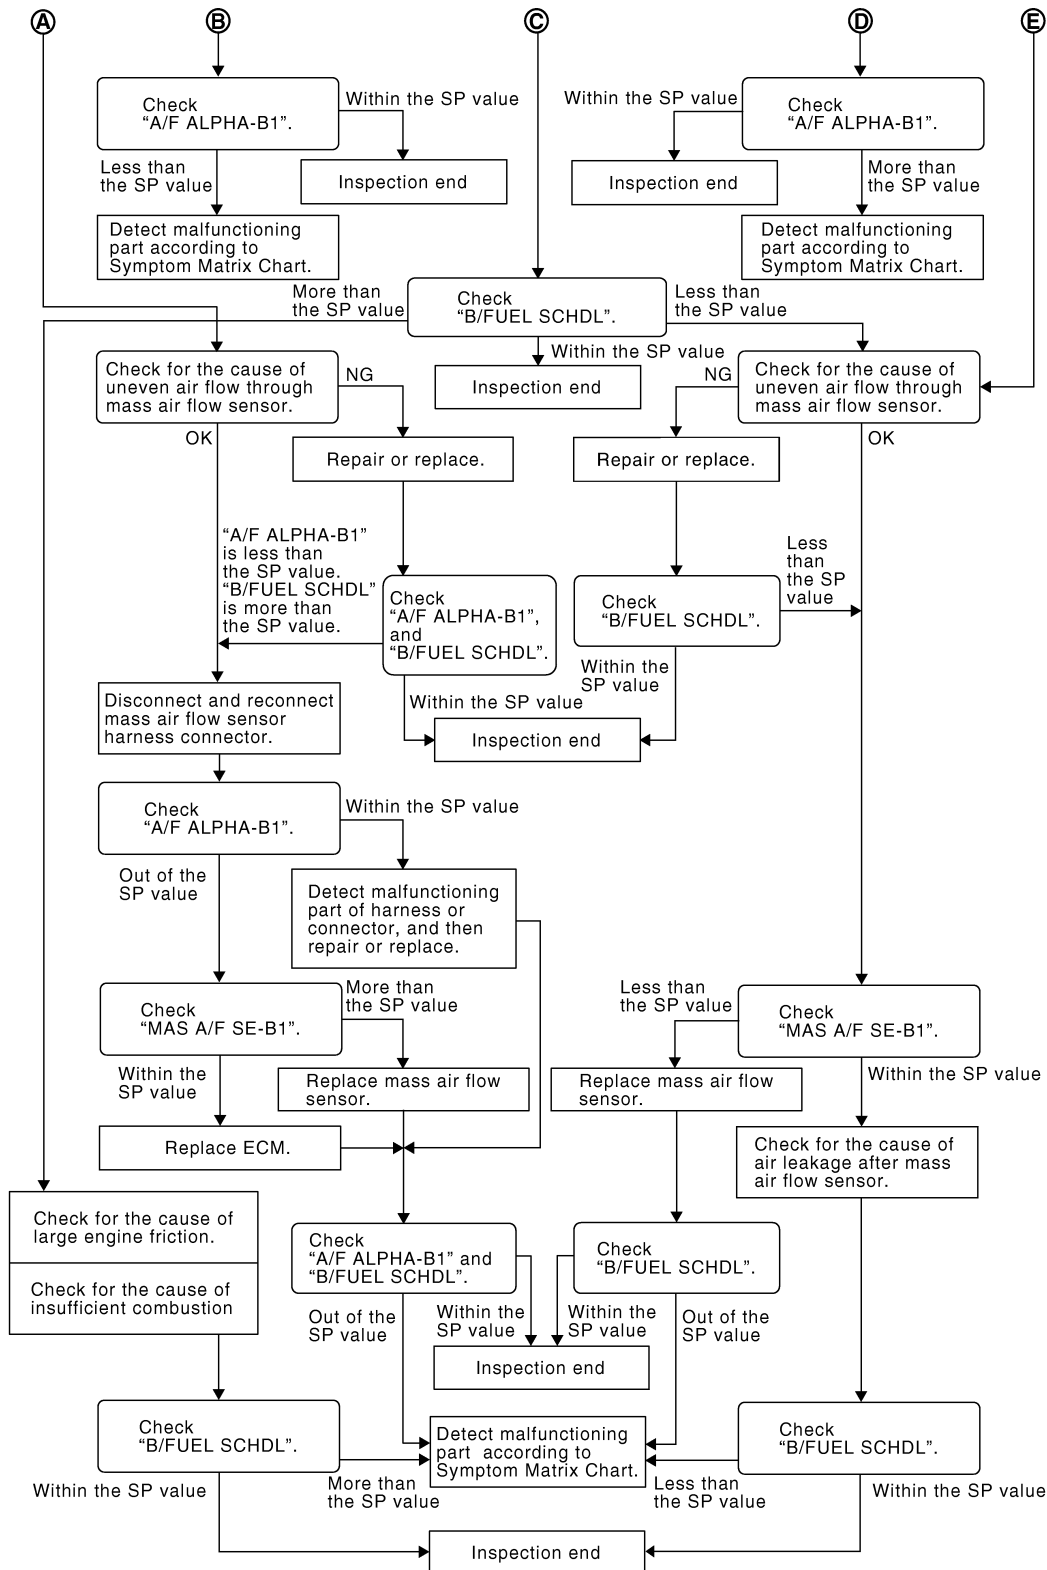 A
B
C
D
E
Check
“A/F ALPHA-B1”.
Within the SP value
Less than
the SP value
Inspection end
Detect malfunctioning
part according to
Symptom Matrix Chart.
Within the SP value
Check
“A/F ALPHA-B1”.
Inspection end
More than
the SP value
Detect malfunctioning
part according to
Symptom Matrix Chart.
More than
the SP value
Check
“B/FUEL SCHDL”.
Less than
the SP value
Within the SP value
Inspection end
Check for the cause of
uneven air flow through
mass air flow sensor.
NG
OK
Repair or replace.
NG
Check for the cause of
uneven air flow through
mass air flow sensor.
OK
Repair or replace.
“A/F ALPHA-B1”
is less than
the SP value.
“B/FUEL SCHDL”
is more than
the SP value.
Check
“A/F ALPHA-B1”,
and
“B/FUEL SCHDL”.
Check
“B/FUEL SCHDL”.
Less
than
the SP
value
Within the SP value
Within the
SP value
Inspection end
Disconnect and reconnect
mass air flow sensor
harness connector.
Check
“A/F ALPHA-B1”.
Within the SP value
Out of the
SP value
Detect malfunctioning
part of harness or
connector, and then
repair or replace.
Check
“MAS A/F SE-B1”.
More than
the SP value
Within the
SP value
Replace mass air flow
sensor.
Replace ECM.
Less than
the SP value
Check
“MAS A/F SE-B1”.
Within the SP value
Replace mass air flow
sensor.
Check for the cause of
air leakage after mass
air flow sensor.
Check for the cause of
large engine friction.
Check for the cause of
insufficient combustion
Check
“A/F ALPHA-B1” and
“B/FUEL SCHDL”.
Check
“B/FUEL SCHDL”.
Out of the
SP value
Within the
SP value
Within the
SP value
Out of the
SP value
Inspection end
Check
“B/FUEL SCHDL”.
Detect malfunctioning
part  according to
Symptom Matrix Chart.
Check
“B/FUEL SCHDL”.
Within the SP value
More than
the SP value
Less than
the SP value
Within the SP value
Inspection end